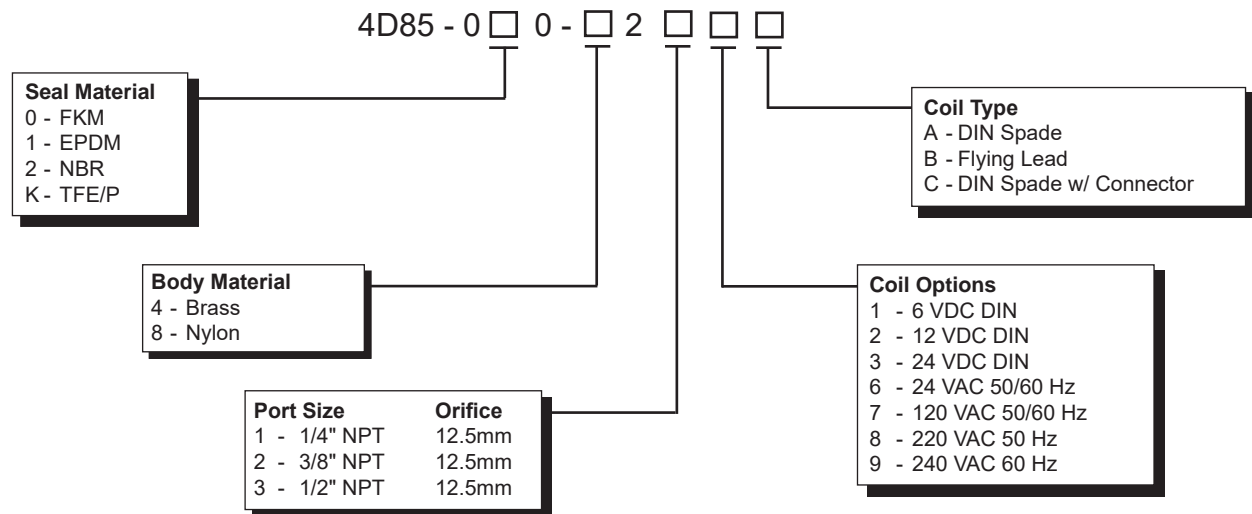 4D85 - 0 0 - 2
Seal Material
0 - FKM
1 - EPDM
2 - NBR
K - TFE/P
Coil Type
A - DIN Spade
B - Flying Lead
C - DIN Spade w/ Connector
Body Material
4 - Brass
8 - Nylon
Coil Options
1 - 6 VDC DIN
2 - 12 VDC DIN
3 - 24 VDC DIN
6 - 24 VAC 50/60 Hz
7 - 120 VAC 50/60 Hz
8 - 220 VAC 50 Hz
9 - 240 VAC 60 Hz
Port Size Orifice
1 - 1/4" NPT 12.5mm
2 - 3/8" NPT 12.5mm
3 - 1/2" NPT 12.5mm